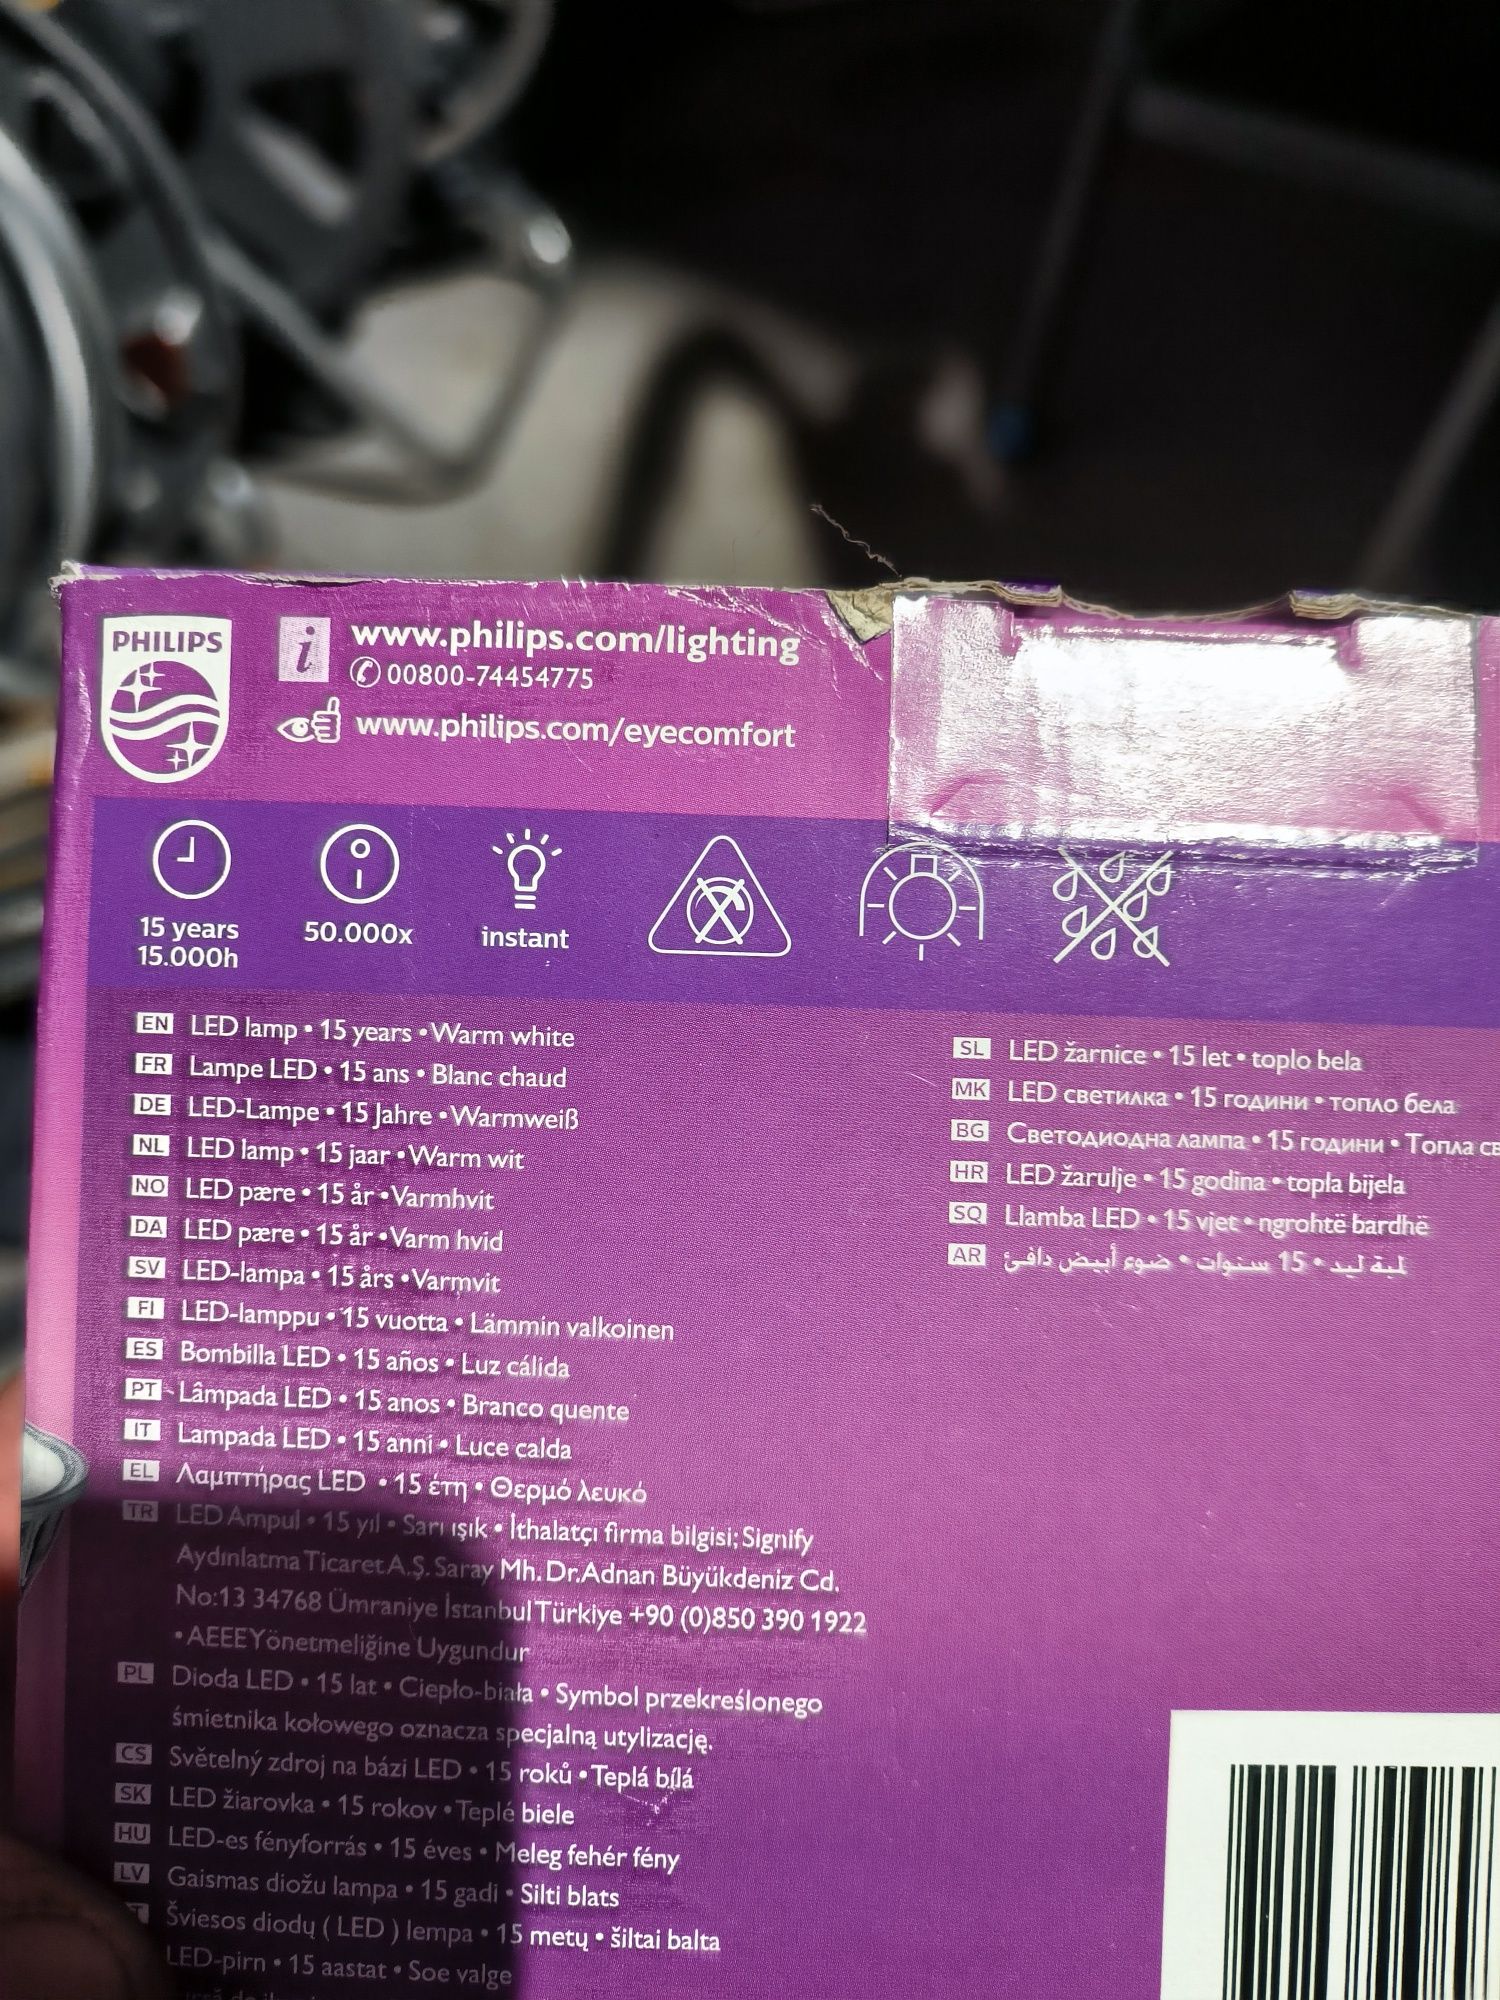 PHILIPS
i www.philips.com/lighting
00800-74454775
www.philips.com/eyecomfort
15 years
15.000h
50.000x
instant
EN LED lamp • 15 years • Warm white
FR Lampe LED • 15 ans • Blanc chaud
DE LED-Lampe • 15 Jahre • Warmweiß
NL LED lamp • 15 jaar • Warm wit
NO LED pære • 15 år • Varmhvit
DA LED pære • 15 år • Varm hvid
SV LED-lampa • 15 års • Varmvit
FI LED-lamppu • 15 vuotta • Lämmin valkoinen
ES Bombilla LED • 15 años • Luz cálida
PT Lâmpada LED • 15 anos • Branco quente
IT Lampada LED • 15 anni • Luce calda
EL Λαμπτήρας LED • 15 έτη • Θερμό λευκό
TR LED Ampul • 15 yıl • Sarı ışık • İthalatçı firma bilgisi; Signify
Aydınlatma Ticaret A.Ş. Saray Mh. Dr.Adnan Büyükdeniz Cd.
No:13 34768 Ümraniye İstanbul Türkiye +90 (0)850 390 1922
• AEEE Yönetmeliğine Uygundur
PL Dioda LED • 15 lat • Ciepło-biała • Symbol przekreślonego
śmietnika kołowego oznacza specjalną utylizację.
CS Světelný zdroj na bázi LED • 15 roků • Teplá bílá
SK LED žiarovka • 15 rokov • Teplé biele
HU LED-es fényforrás • 15 éves • Meleg fehér fény
LV Gaismas diožu lampa • 15 gadi • Silti blats
Šviesos diodų ( LED ) lempa • 15 metų • šiltai balta
LED-pirn • 15 aastat • Soe valge
SL LED žarnice • 15 let • toplo bela
MK LED светилка • 15 години • топло бела
BG Светодиодна лампа • 15 години • Топла
HR LED žarulje • 15 godina • topla bijela
SQ Llamba LED • 15 vjet • ngrohtë bardhë
AR لمبة ليد • 15 سنوات • ضوء أبيض دافئ